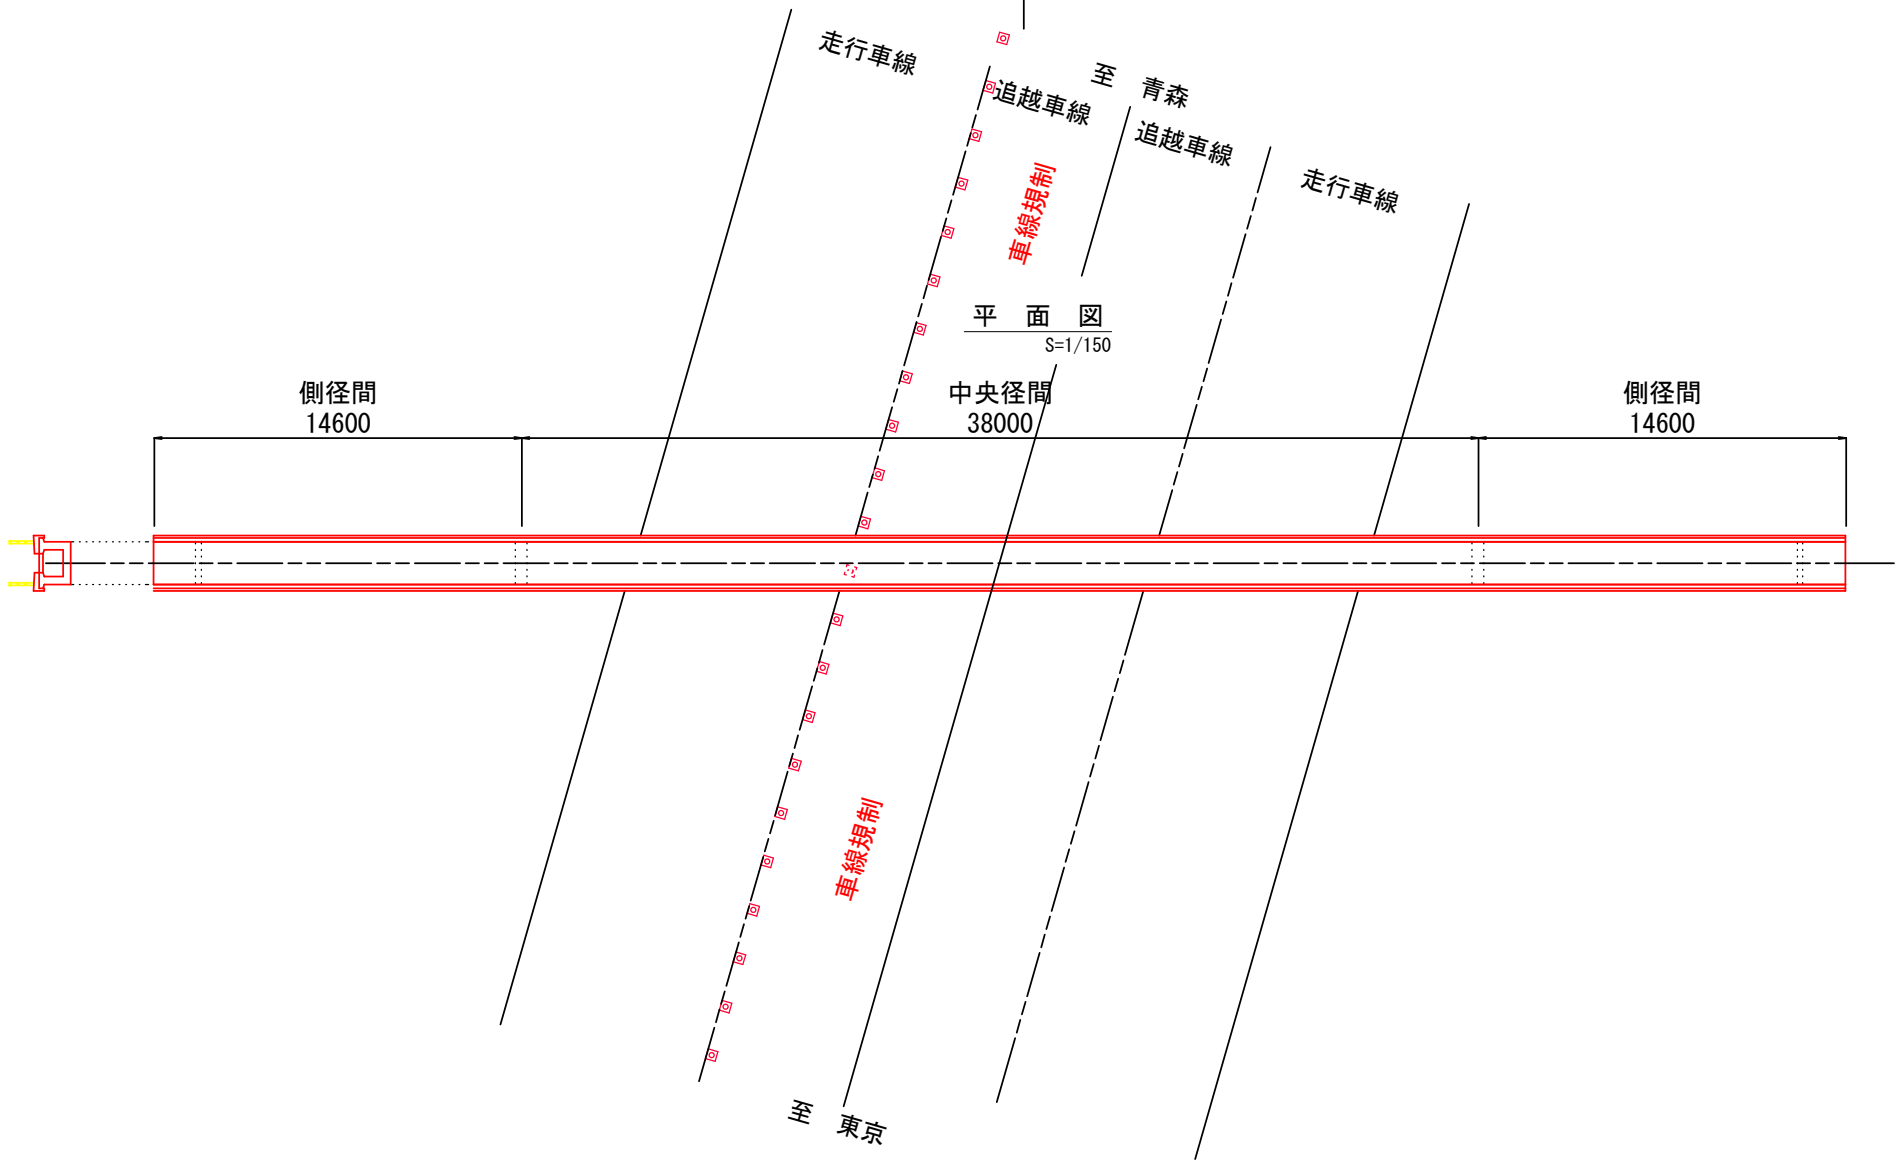 走行車線
至　青森
追越車線
追越車線
走行車線
車線規制
平　面　図
S=1/150
側径間
14600
中央径間
38000
側径間
14600
車線規制
至　東京